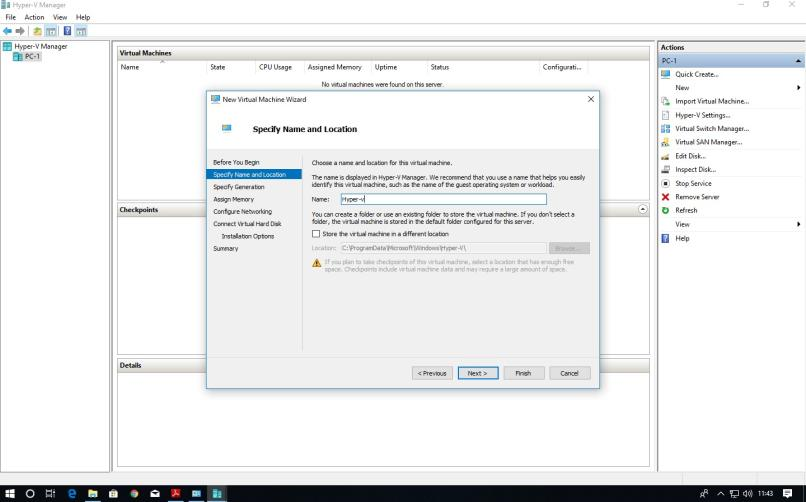 Hyper-V Manager
File Action View Help
Hyper-V Manager
PC-1
Virtual Machines
Name State CPU Usage Assigned Memory Uptime Status Configurati...
No virtual machines were found on this server.
Checkpoints
Details
New Virtual Machine Wizard
Specify Name and Location
Before You Begin
Specify Name and Location
Specify Generation
Assign Memory
Configure Networking
Connect Virtual Hard Disk
Installation Options
Summary
Choose a name and location for this virtual machine.
The name is displayed in Hyper-V Manager. We recommend that you use a name that helps you easily
identify this virtual machine, such as the name of the guest operating system or workload.
Name: Hyper-v
You can create a folder or use an existing folder to store the virtual machine. If you don't select a
folder, the virtual machine is stored in the default folder configured for this server.
Store the virtual machine in a different location
Location: C:\ProgramData\Microsoft\Windows\Hyper-V\ Browse...
If you plan to take checkpoints of this virtual machine, select a location that has enough free
space. Checkpoints include virtual machine data and may require a large amount of space.
< Previous Next > Finish Cancel
Actions
PC-1
Quick Create...
New
Import Virtual Machine...
Hyper-V Settings...
Virtual Switch Manager...
Virtual SAN Manager...
Edit Disk...
Inspect Disk...
Stop Service
Remove Server
Refresh
View
Help
11:43